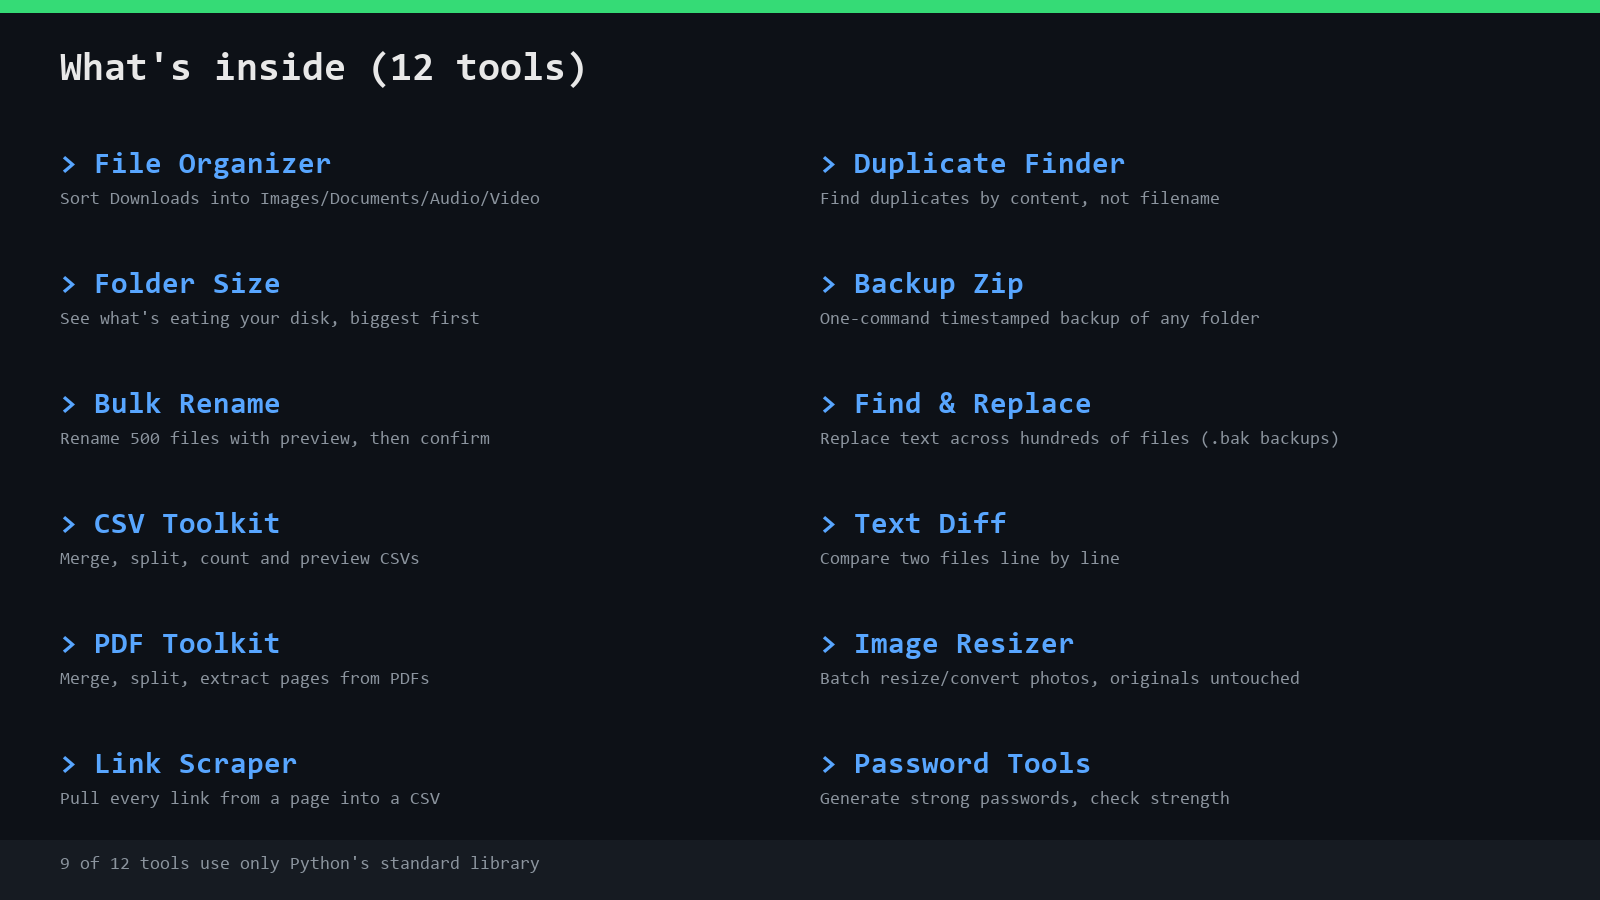 What's inside (12 tools)
> File Organizer
Sort Downloads into Images/Documents/Audio/Video
> Duplicate Finder
Find duplicates by content, not filename
> Folder Size
See what's eating your disk, biggest first
> Backup Zip
One-command timestamped backup of any folder
> Bulk Rename
Rename 500 files with preview, then confirm
> Find & Replace
Replace text across hundreds of files (.bak backups)
> CSV Toolkit
Merge, split, count and preview CSVs
> Text Diff
Compare two files line by line
> PDF Toolkit
Merge, split, extract pages from PDFs
> Image Resizer
Batch resize/convert photos, originals untouched
> Link Scraper
Pull every link from a page into a CSV
> Password Tools
Generate strong passwords, check strength
9 of 12 tools use only Python's standard library